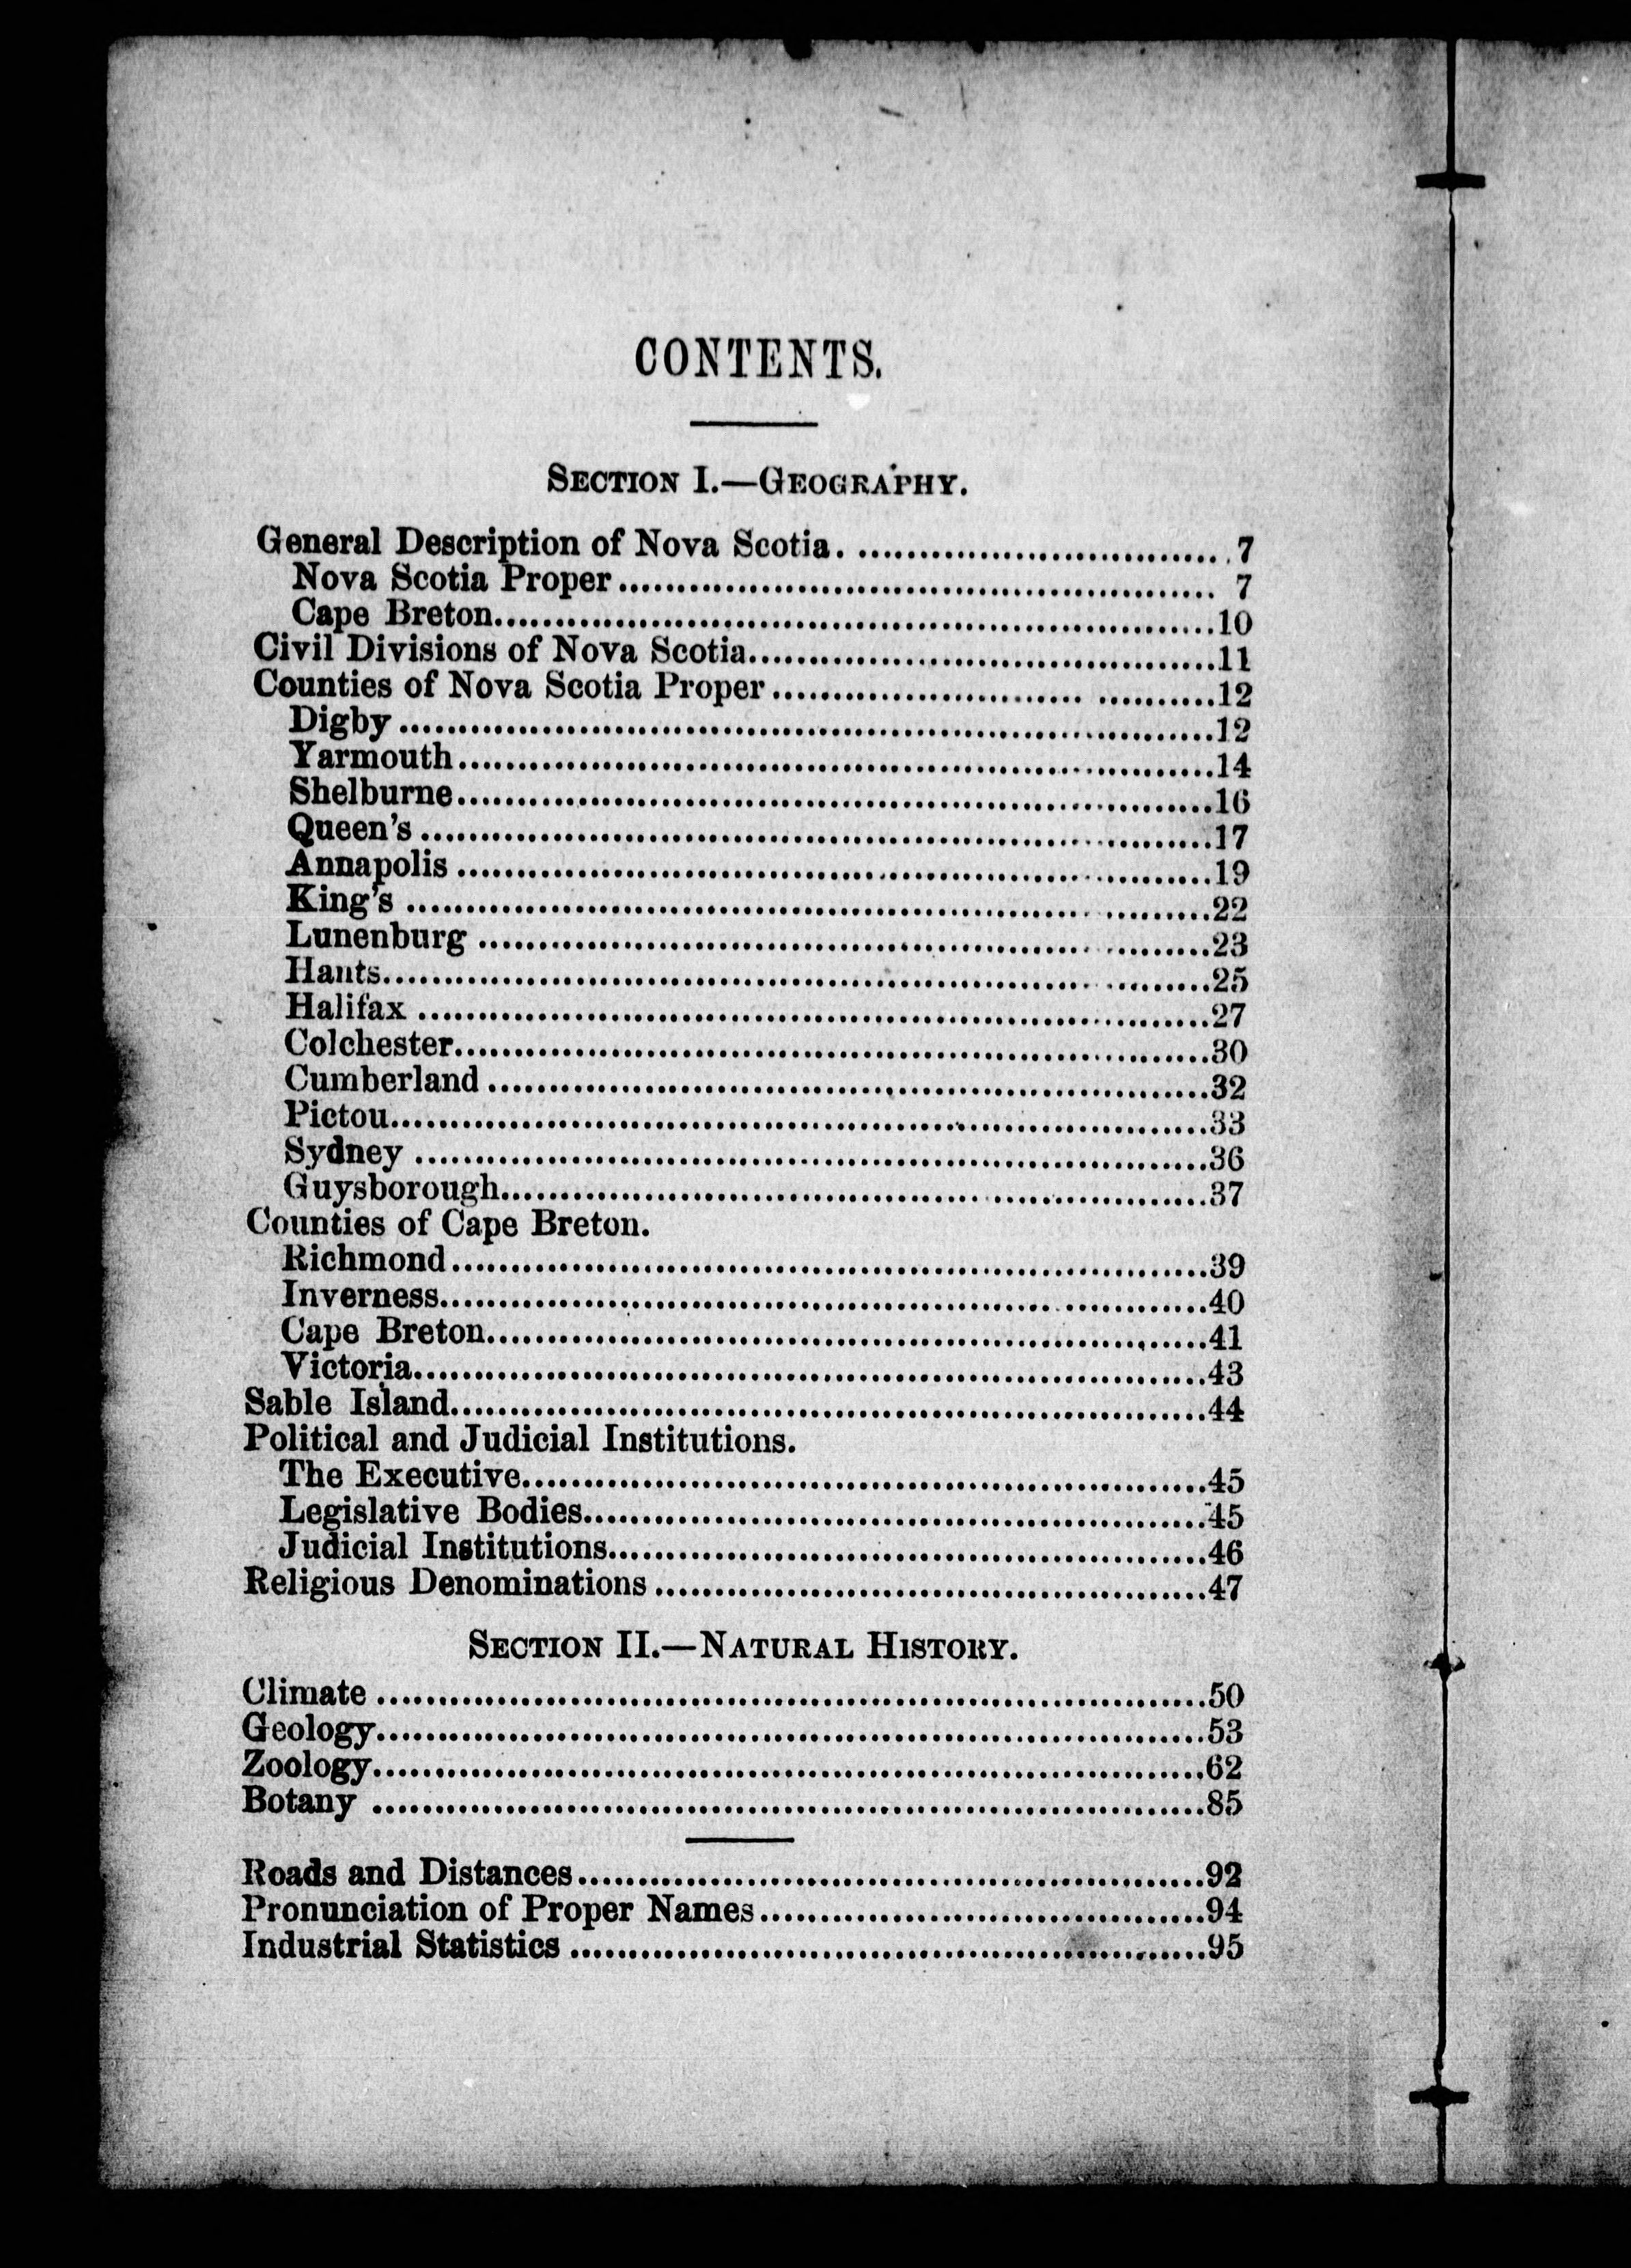 CONTENTS.
SECTION I.—GEOGRAPHY.
General Description of Nova Scotia. ................................ 7
Nova Scotia Proper.................................................. 7
Cape Breton............................................................10
Civil Divisions of Nova Scotia.......................................11
Counties of Nova Scotia Proper.......................... ..........12
Digby....................................................................12
Yarmouth...............................................................14
Shelburne...............................................................16
Queen's..................................................................17
Annapolis...............................................................19
King's...................................................................22
Lunenburg..............................................................23
Hants....................................................................25
Halifax..................................................................27
Colchester..............................................................30
Cumberland............................................................32
Pictou....................................................................33
Sydney..................................................................36
Guysborough...........................................................37
Counties of Cape Breton.
Richmond...............................................................39
Inverness................................................................40
Cape Breton............................................................41
Victoria..................................................................43
Sable Island...............................................................44
Political and Judicial Institutions.
The Executive.........................................................45
Legislative Bodies....................................................45
Judicial Institutions..................................................46
Religious Denominations..............................................47
SECTION II.—NATURAL HISTORY.
Climate.....................................................................50
Geology....................................................................53
Zoology....................................................................62
Botany.....................................................................85
Roads and Distances....................................................92
Pronunciation of Proper Names.....................................94
Industrial Statistics.....................................................95